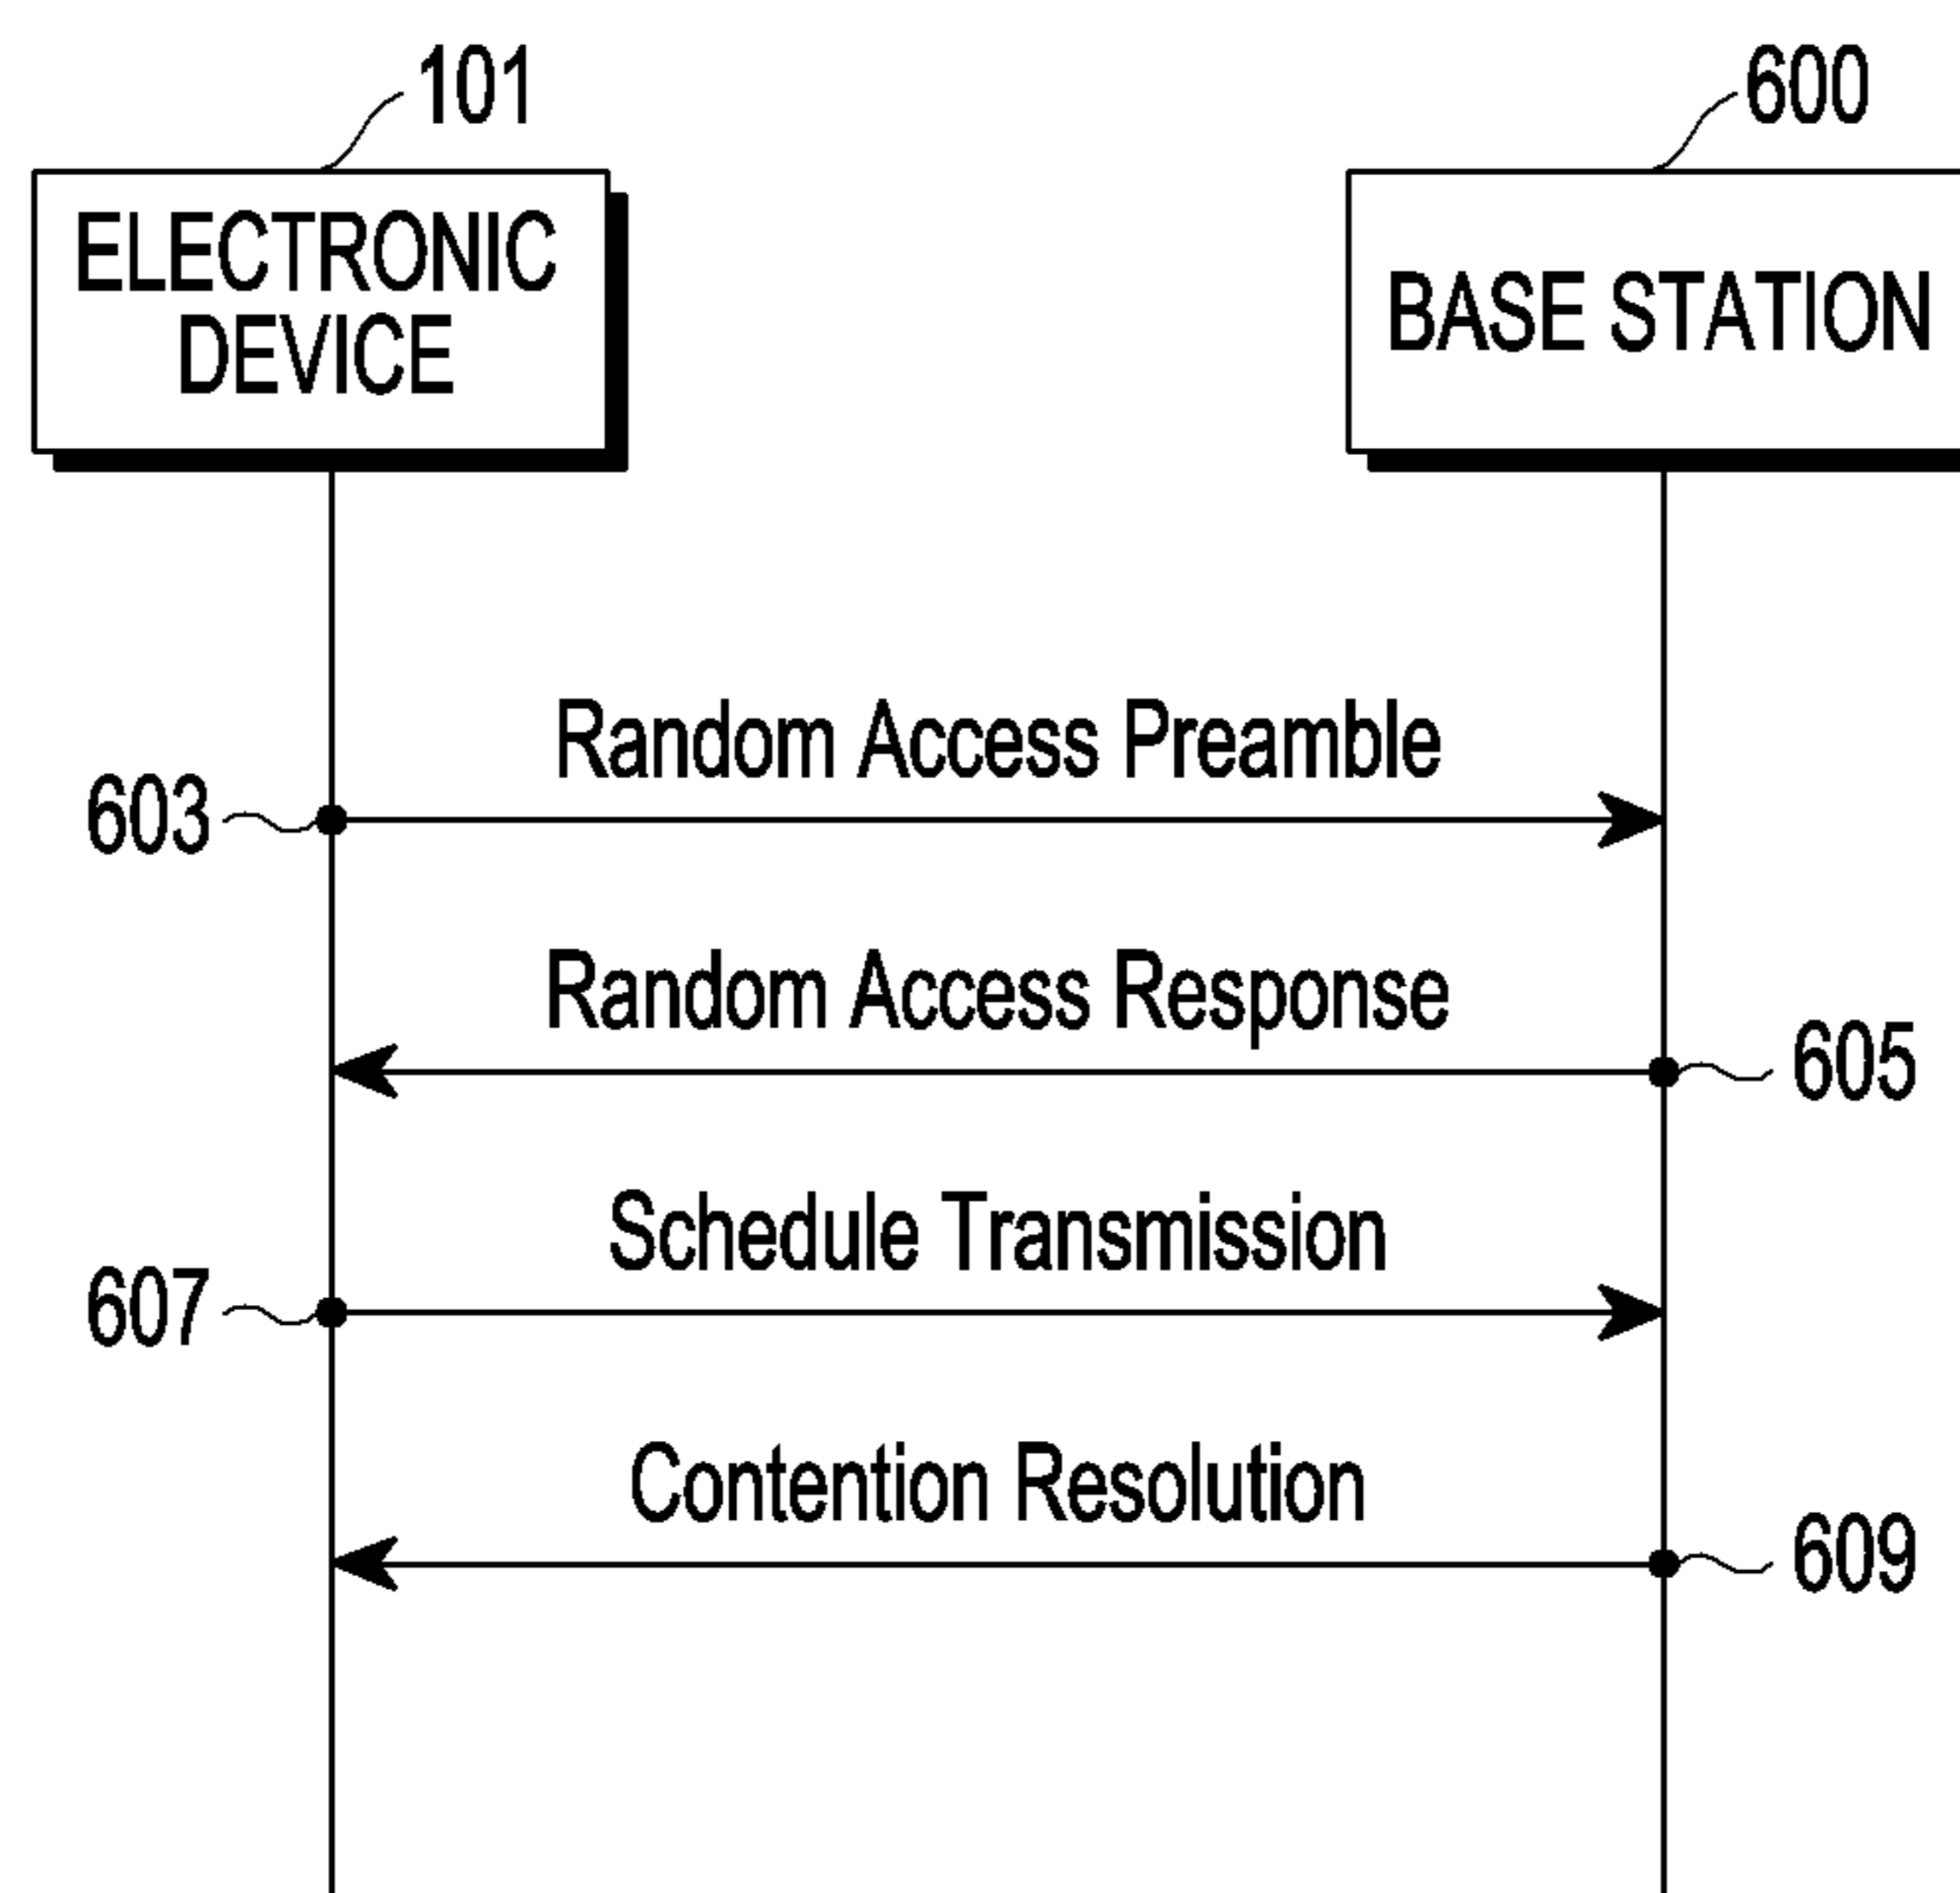 101
600
ELECTRONIC
DEVICE
BASE STATION
Random Access Preamble
603
Random Access Response
605
Schedule Transmission
607
Contention Resolution
609